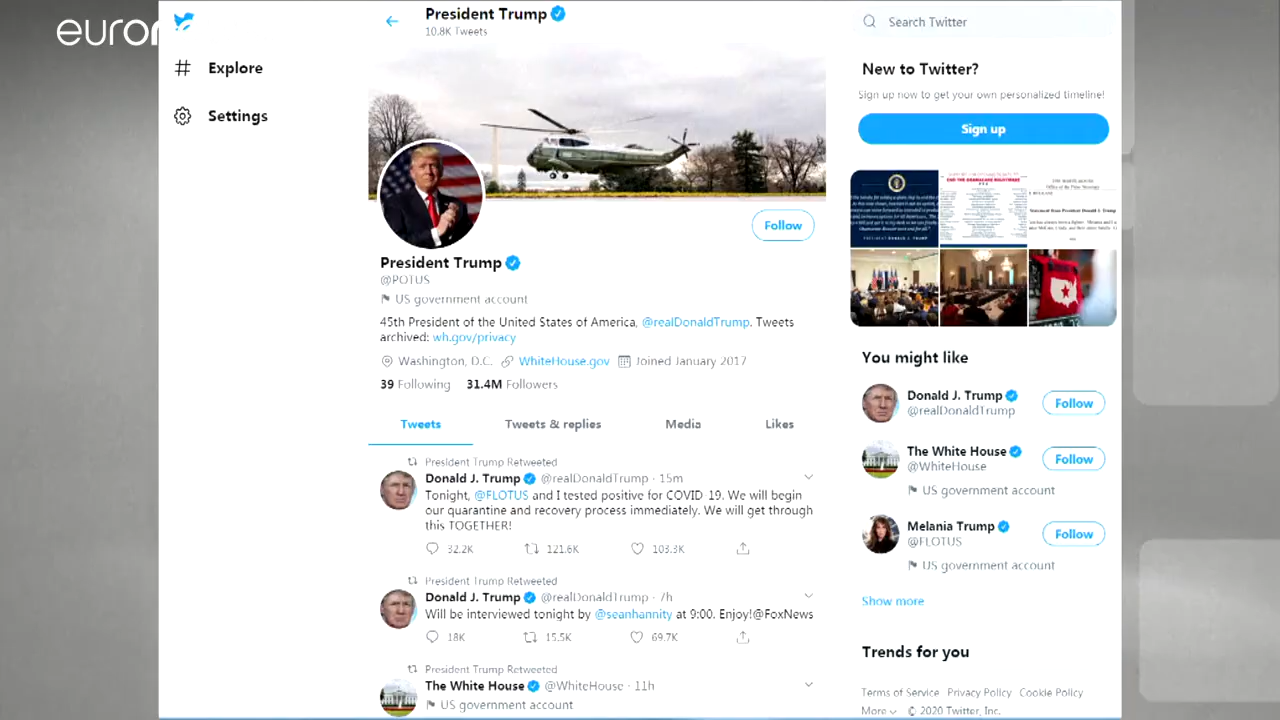 euror
Explore
Settings
President Trump
10.8K Tweets
Follow
President Trump
@POTUS
US government account
45th President of the United States of America, @realDonaldTrump. Tweets
archived: wh.gov/privacy
Washington, D.C. WhiteHouse.gov Joined January 2017
39 Following 31.4M Followers
Tweets Tweets & replies Media Likes
President Trump Retweeted
Donald J. Trump @realDonaldTrump · 15m
Tonight, @FLOTUS and I tested positive for COVID 19. We will begin
our quarantine and recovery process immediately. We will get through
this TOGETHER!
32.2K 121.6K 103.3K
President Trump Retweeted
Donald J. Trump @realDonaldTrump · 7h
Will be interviewed tonight by @seanhannity at 9:00. Enjoy!@FoxNews
18K 15.5K 69.7K
President Trump Retweeted
The White House @WhiteHouse · 11h
US government account
Search Twitter
New to Twitter?
Sign up now to get your own personalized timeline!
Sign up
You might like
Donald J. Trump
@realDonaldTrump
Follow
The White House
@WhiteHouse
Follow
US government account
Melania Trump
@FLOTUS
Follow
US government account
Show more
Trends for you
Terms of Service Privacy Policy Cookie Policy
More © 2020 Twitter, Inc.